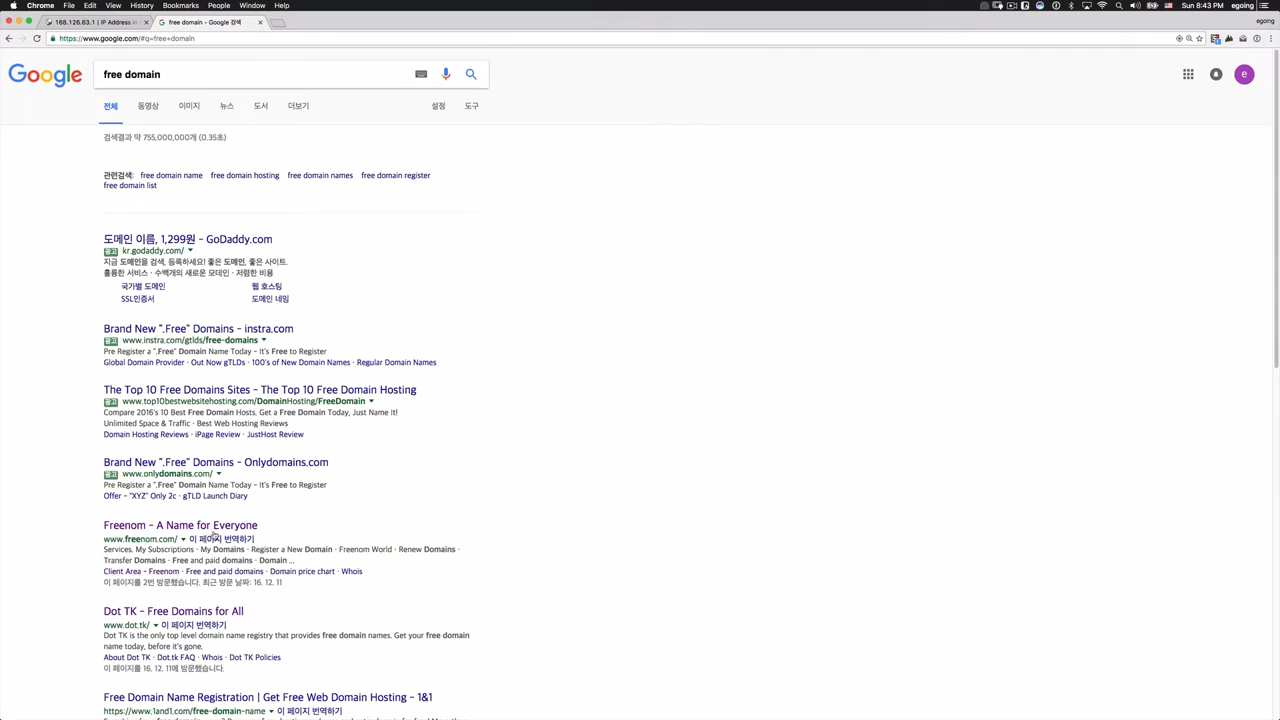 Chrome File Edit View History Bookmarks People Window Help
Sun 8:43 PM egoing
168.126.63.1 | IP Address in
free domain - Google 검색
egoing
https://www.google.com/#q=free+domain
Google
free domain
e
전체 동영상 이미지 뉴스 도서 더보기 설정 도구
검색결과 약 755,000,000개 (0.35초)
관련검색: free domain name free domain hosting free domain names free domain register
free domain list
도메인 이름, 1,299원 - GoDaddy.com
광고 kr.godaddy.com/
지금 도메인을 검색, 등록하세요! 좋은 도메인, 좋은 사이트.
훌륭한 서비스 · 수백개의 새로운 모데인 · 저렴한 비용
국가별 도메인 웹 호스팅
SSL인증서 도메인 네임
Brand New ".Free" Domains - instra.com
광고 www.instra.com/gtlds/free-domains
Pre Register a ".Free" Domain Name Today - It's Free to Register
Global Domain Provider · Out Now gTLDs · 100's of New Domain Names · Regular Domain Names
The Top 10 Free Domains Sites - The Top 10 Free Domain Hosting
광고 www.top10bestwebsitehosting.com/DomainHosting/FreeDomain
Compare 2016's 10 Best Free Domain Hosts. Get a Free Domain Today, Just Name It!
Unlimited Space & Traffic · Best Web Hosting Reviews
Domain Hosting Reviews · iPage Review · JustHost Review
Brand New ".Free" Domains - Onlydomains.com
광고 www.onlydomains.com/
Pre Register a ".Free" Domain Name Today - It's Free to Register
Offer - "XYZ" Only 2c · gTLD Launch Diary
Freenom - A Name for Everyone
www.freenom.com/ 이 페이지 번역하기
Services. My Subscriptions · My Domains · Register a New Domain · Freenom World · Renew Domains ·
Transfer Domains · Free and paid domains · Domain ...
Client Area - Freenom · Free and paid domains · Domain price chart · Whois
이 페이지를 2번 방문했습니다. 최근 방문 날짜: 16. 12. 11
Dot TK - Free Domains for All
www.dot.tk/ 이 페이지 번역하기
Dot TK is the only top level domain name registry that provides free domain names. Get your free domain
name today, before it's gone.
About Dot TK · Dot.tk FAQ · Whois · Dot TK Policies
이 페이지를 16. 12. 11에 방문했습니다.
Free Domain Name Registration | Get Free Web Domain Hosting - 1&1
https://www.1and1.com/free-domain-name 이 페이지 번역하기